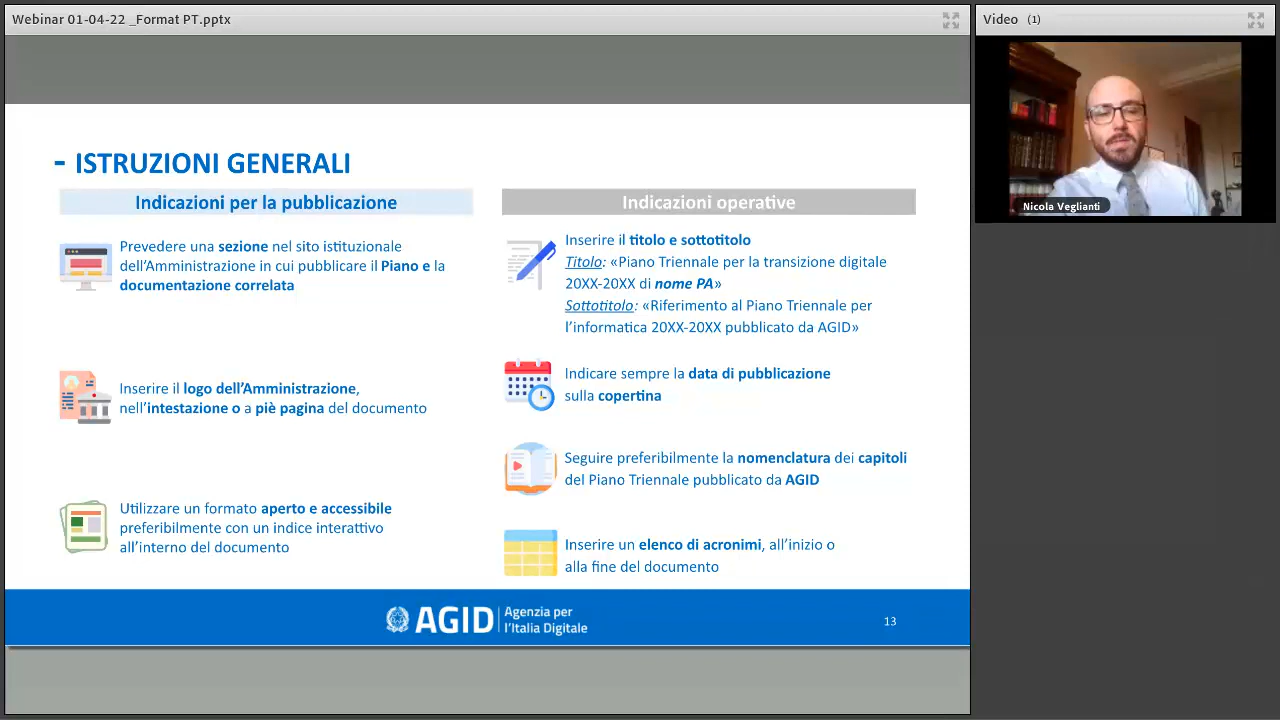 Webinar 01-04-22 _Format PT.pptx
Video (1)
Nicola Veglianti
- ISTRUZIONI GENERALI
Indicazioni per la pubblicazione
Prevedere una sezione nel sito istituzionale
dell'Amministrazione in cui pubblicare il Piano e la
documentazione correlata
Inserire il logo dell'Amministrazione,
nell'intestazione o a piè pagina del documento
Utilizzare un formato aperto e accessibile
preferibilmente con un indice interattivo
all'interno del documento
Indicazioni operative
Inserire il titolo e sottotitolo
Titolo: «Piano Triennale per la transizione digitale
20XX-20XX di nome PA»
Sottotitolo: «Riferimento al Piano Triennale per
l'informatica 20XX-20XX pubblicato da AGID»
Indicare sempre la data di pubblicazione
sulla copertina
Seguire preferibilmente la nomenclatura dei capitoli
del Piano Triennale pubblicato da AGID
Inserire un elenco di acronimi, all'inizio o
alla fine del documento
AGID
Agenzia per
l'Italia Digitale
13